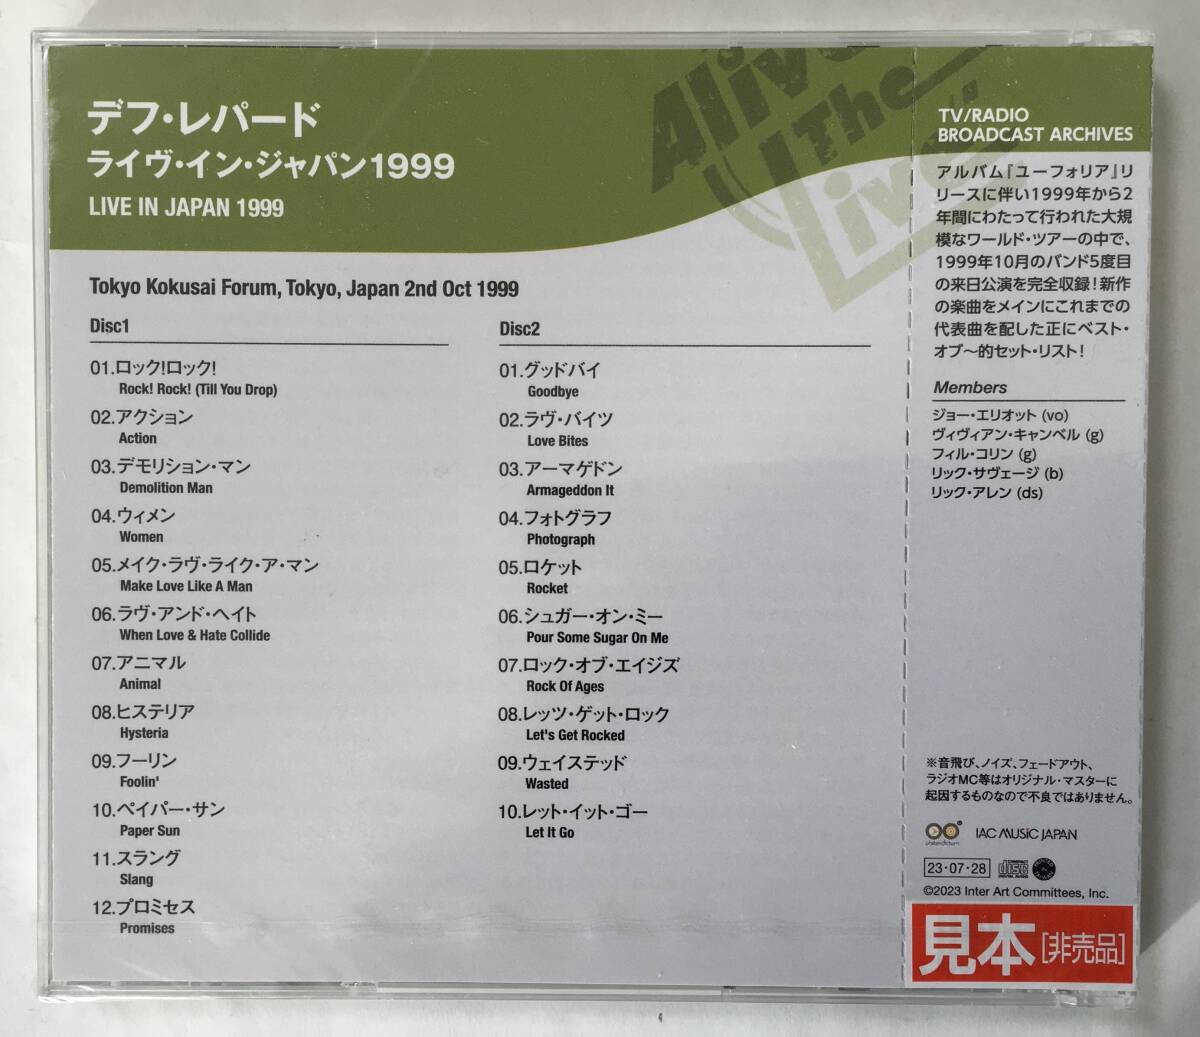 デフ・レパード
ライヴ・イン・ジャパン1999
LIVE IN JAPAN 1999
Alive
The
Live
Tokyo Kokusai Forum, Tokyo, Japan 2nd Oct 1999
Disc1
01.ロック!ロック!
Rock! Rock! (Till You Drop)
02.アクション
Action
03.デモリション・マン
Demolition Man
04.ウィメン
Women
05.メイク・ラヴ・ライク・ア・マン
Make Love Like A Man
06.ラヴ・アンド・ヘイト
When Love & Hate Collide
07.アニマル
Animal
08.ヒステリア
Hysteria
09.フーリン
Foolin'
10.ペイパー・サン
Paper Sun
11.スラング
Slang
12.プロミセス
Promises
Disc2
01.グッドバイ
Goodbye
02.ラヴ・バイツ
Love Bites
03.アーマゲドン
Armageddon It
04.フォトグラフ
Photograph
05.ロケット
Rocket
06.シュガー・オン・ミー
Pour Some Sugar On Me
07.ロック・オブ・エイジズ
Rock Of Ages
08.レッツ・ゲット・ロック
Let's Get Rocked
09.ウェイステッド
Wasted
10.レット・イット・ゴー
Let It Go
TV/RADIO
BROADCAST ARCHIVES
アルバム『ユーフォリア』リ
リースに伴い1999年から2
年間にわたって行われた大規
模なワールド・ツアーの中で、
1999年10月のバンド5度目
の来日公演を完全収録!新作
の楽曲をメインにこれまでの
代表曲を配した正にベスト・
オブ〜的セット・リスト!
Members
ジョー・エリオット (vo)
ヴィヴィアン・キャンベル (g)
フィル・コリン (g)
リック・サヴェージ (b)
リック・アレン (ds)
※音飛び、ノイズ、フェードアウト、
ラジオMC等はオリジナル・マスターに
起因するものなので不良ではありません。
IAC MUSIC JAPAN
23・07・28
COMPACT
disc
DIGITAL AUDIO
©2023 Inter Art Committees, Inc.
見本[非売品]